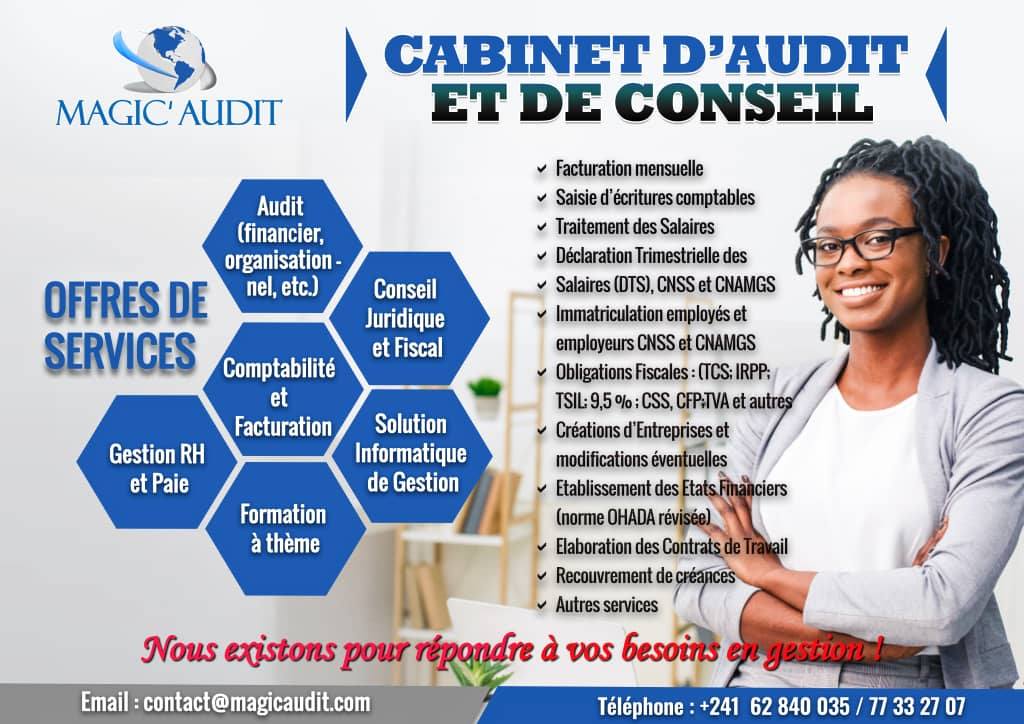 MAGIC' AUDIT
CABINET D'AUDIT
ET DE CONSEIL
OFFRES DE
SERVICES
Audit
(financier,
organisation -
nel, etc.)
Conseil
Juridique
et Fiscal
Comptabilité
et
Facturation
Solution
Informatique
de Gestion
Gestion RH
et Paie
Formation
à thème
Facturation mensuelle
Saisie d'écritures comptables
Traitement des Salaires
Déclaration Trimestrielle des
Salaires (DTS), CNSS et CNAMGS
Immatriculation employés et
employeurs CNSS et CNAMGS
Obligations Fiscales : (TCS; IRPP;
TSIL; 9,5 % ; CSS, CFP;TVA et autres
Créations d'Entreprises et
modifications éventuelles
Etablissement des Etats Financiers
(norme OHADA révisée)
Elaboration des Contrats de Travail
Recouvrement de créances
Autres services
Nous existons pour répondre à vos besoins en gestion !
Email : contact@magicaudit.com
Téléphone : +241 62 840 035 / 77 33 27 07